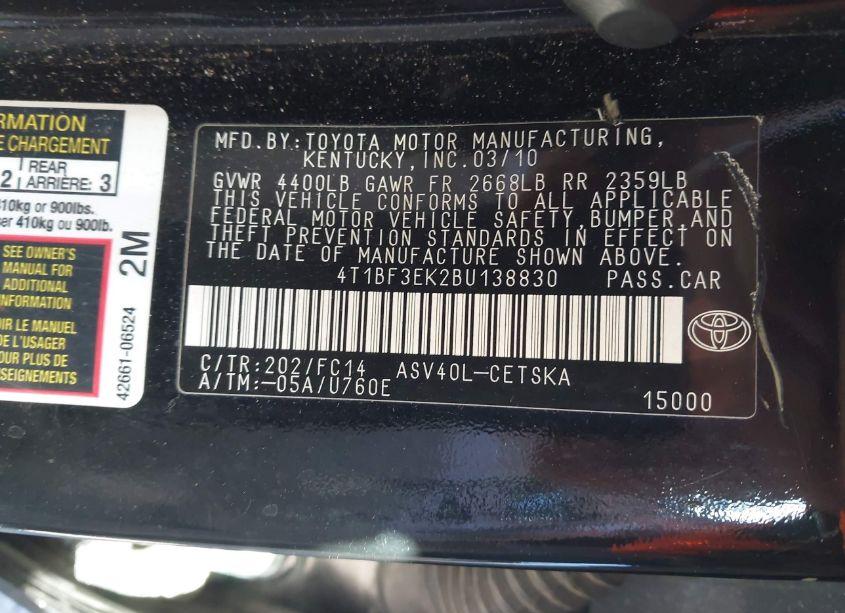 RMATION
E CHARGEMENT
2 REAR ARRIÈRE: 3
410kg or 900lbs.
ser 410kg ou 900lb.
SEE OWNER'S
MANUAL FOR
ADDITIONAL
INFORMATION
OIR LE MANUEL
DE L'USAGER
POUR PLUS DE
SEIGNEMENTS
2M
42661-06524
MFD.BY:TOYOTA MOTOR MANUFACTURING,
KENTUCKY,INC.03/10
GVWR 4400LB GAWR FR 2668LB RR 2359LB
THIS VEHICLE CONFORMS TO ALL APPLICABLE
FEDERAL MOTOR VEHICLE SAFETY,BUMPER,AND
THEFT PREVENTION STANDARDS IN EFFECT ON
THE DATE OF MANUFACTURE SHOWN ABOVE.
4T1BF3EK2BU138830 PASS.CAR
C/TR:202/FC14 ASV40L-CETSKA
A/TM:-05A/U760E
15000